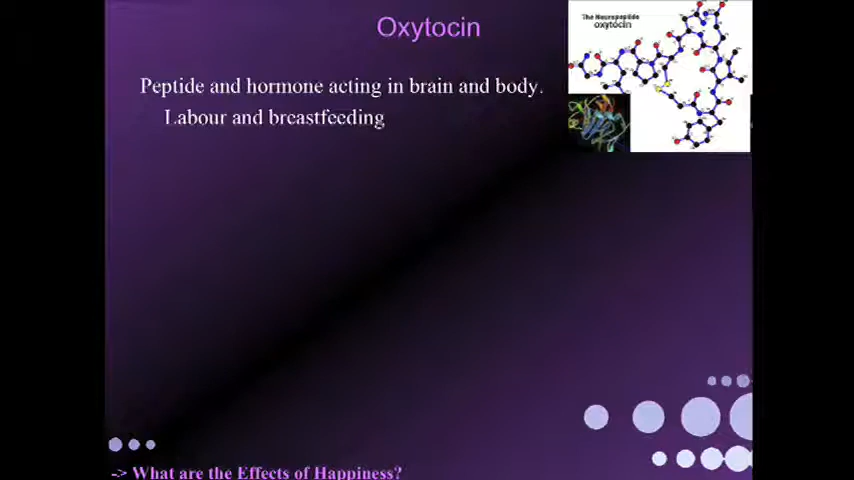 Oxytocin
The Neuropeptide
oxytocin
Peptide and hormone acting in brain and body.
Labour and breastfeeding
-> What are the Effects of Happiness?